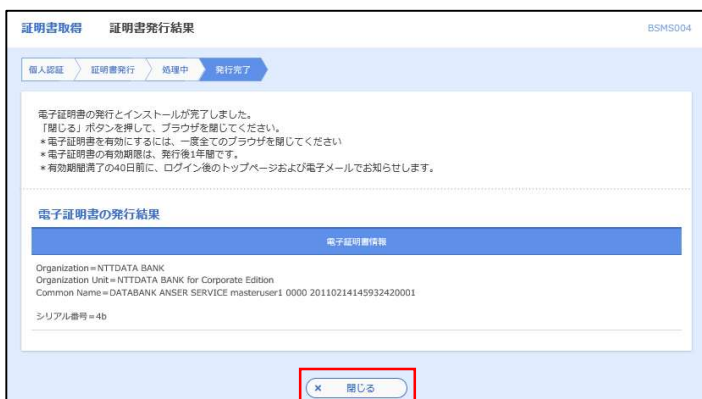 証明書取得 証明書発行結果 BSMS004
個人認証 証明書発行 処理中 発行完了
電子証明書の発行とインストールが完了しました。
「閉じる」ボタンを押して、ブラウザを閉じてください。
*電子証明書を有効にするには、一度全てのブラウザを閉じてください
*電子証明書の有効期限は、発行後1年間です。
*有効期間満了の40日前に、ログイン後のトップページおよび電子メールでお知らせします。
電子証明書の発行結果
電子証明書情報
Organization=NTTDATA BANK
Organization Unit=NTTDATA BANK for Corporate Edition
Common Name=DATABANK ANSER SERVICE masteruser1 0000 20110214145932420001
シリアル番号=4b
× 閉じる